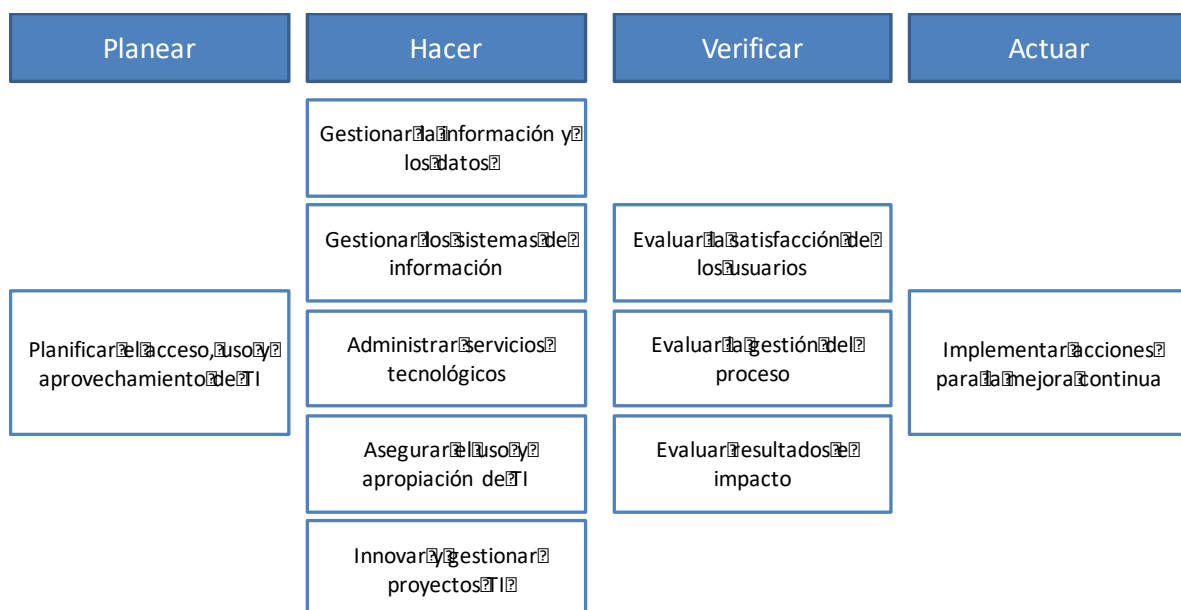 Planear
Hacer
Verificar
Actuar
Planificar el acceso, uso y
aprovechamiento de TI
Gestionar la información y
los datos
Gestionar los sistemas de
información
Administrar servicios
tecnológicos
Asegurar el uso y
apropiación de TI
Innovar y gestionar
proyectos TI
Evaluar la satisfacción de
los usuarios
Evaluar la gestión del
proceso
Evaluar resultados e
impacto
Implementar acciones
para la mejora continua